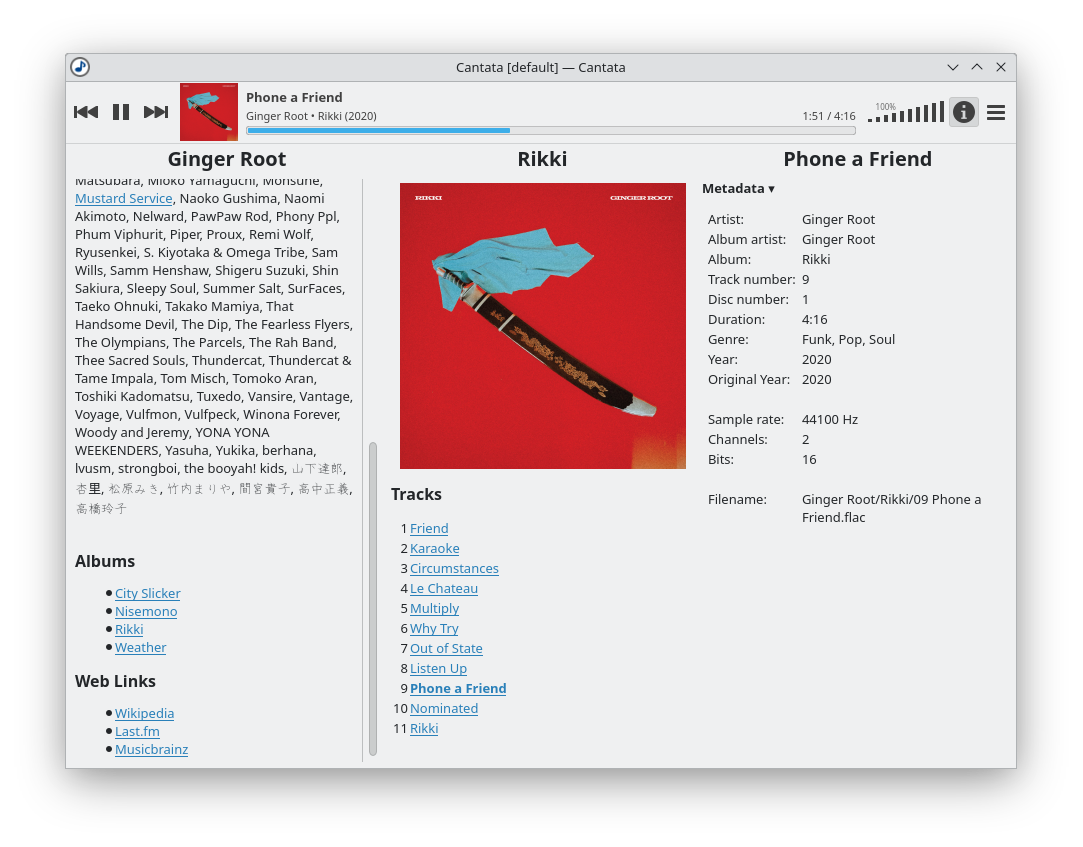 Cantata [default] — Cantata
Phone a Friend
Ginger Root • Rikki (2020)
1:51 / 4:16
100%
Ginger Root
Matsubara, Mioko Yamaguchi, Monsune,
Mustard Service, Naoko Gushima, Naomi
Akimoto, Nelward, PawPaw Rod, Phony Ppl,
Phum Viphurit, Piper, Proux, Remi Wolf,
Ryusenkei, S. Kiyotaka & Omega Tribe, Sam
Wills, Samm Henshaw, Shigeru Suzuki, Shin
Sakiura, Sleepy Soul, Summer Salt, SurFaces,
Taeko Ohnuki, Takako Mamiya, That
Handsome Devil, The Dip, The Fearless Flyers,
The Olympians, The Parcels, The Rah Band,
Thee Sacred Souls, Thundercat, Thundercat &
Tame Impala, Tom Misch, Tomoko Aran,
Toshiki Kadomatsu, Tuxedo, Vansire, Vantage,
Voyage, Vulfmon, Vulfpeck, Winona Forever,
Woody and Jeremy, YONA YONA
WEEKENDERS, Yasuha, Yukika, berhana,
lvusm, strongboi, the booyah! kids, 山下達郎,
杏里, 松原みき, 竹内まりや, 間宮貴子, 高中正義,
高橋玲子
Albums
City Slicker
Nisemono
Rikki
Weather
Web Links
Wikipedia
Last.fm
Musicbrainz
Rikki
RIKKI
GINGER ROOT
Tracks
1 Friend
2 Karaoke
3 Circumstances
4 Le Chateau
5 Multiply
6 Why Try
7 Out of State
8 Listen Up
9 Phone a Friend
10 Nominated
11 Rikki
Phone a Friend
Metadata ▾
Artist: Ginger Root
Album artist: Ginger Root
Album: Rikki
Track number: 9
Disc number: 1
Duration: 4:16
Genre: Funk, Pop, Soul
Year: 2020
Original Year: 2020
Sample rate: 44100 Hz
Channels: 2
Bits: 16
Filename: Ginger Root/Rikki/09 Phone a
Friend.flac